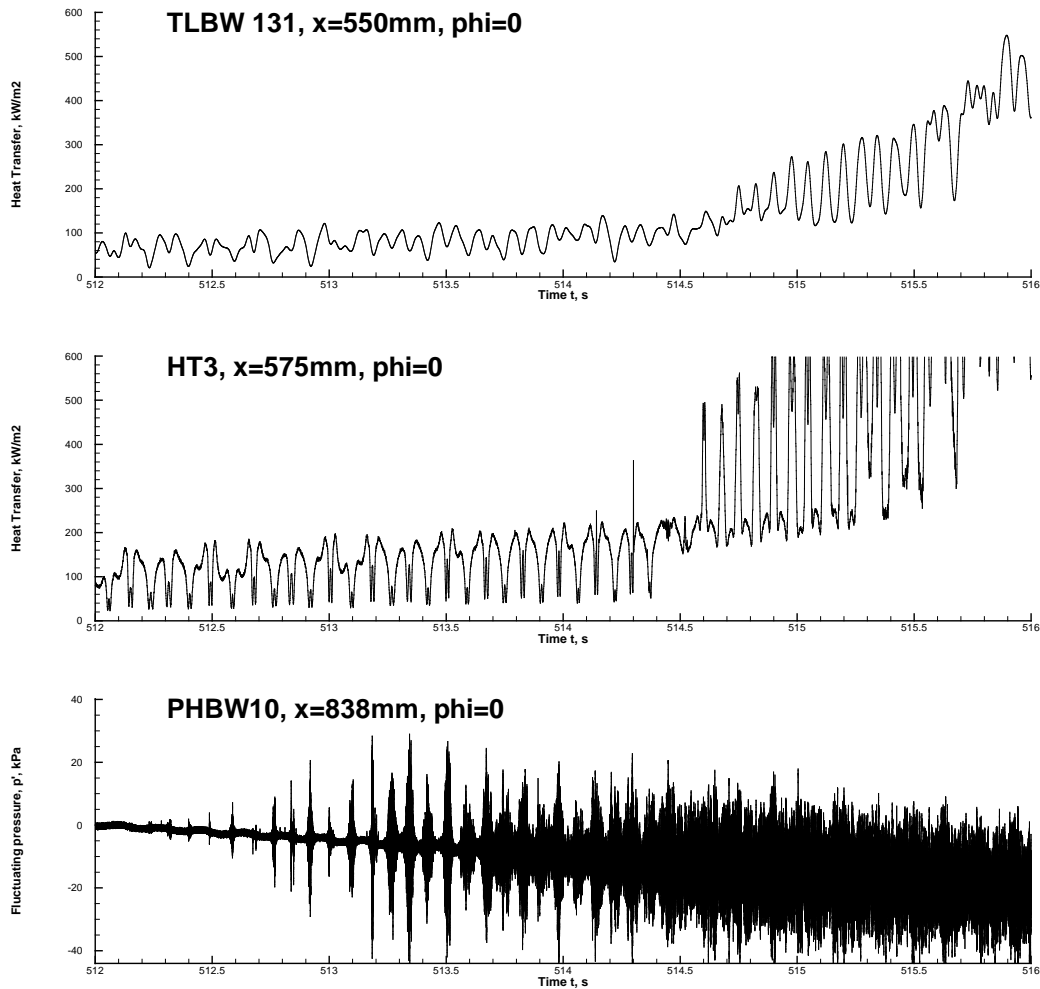 TLBW 131, x=550mm, phi=0
Heat Transfer, kW/m2
600
500
400
300
200
100
0
512 512.5 513 513.5 514 514.5 515 515.5 516
Time t, s
HT3, x=575mm, phi=0
Heat Transfer, kW/m2
600
500
400
300
200
100
0
512 512.5 513 513.5 514 514.5 515 515.5 516
Time t, s
PHBW10, x=838mm, phi=0
Fluctuating pressure, p', kPa
40
20
0
-20
-40
512 512.5 513 513.5 514 514.5 515 515.5 516
Time t, s